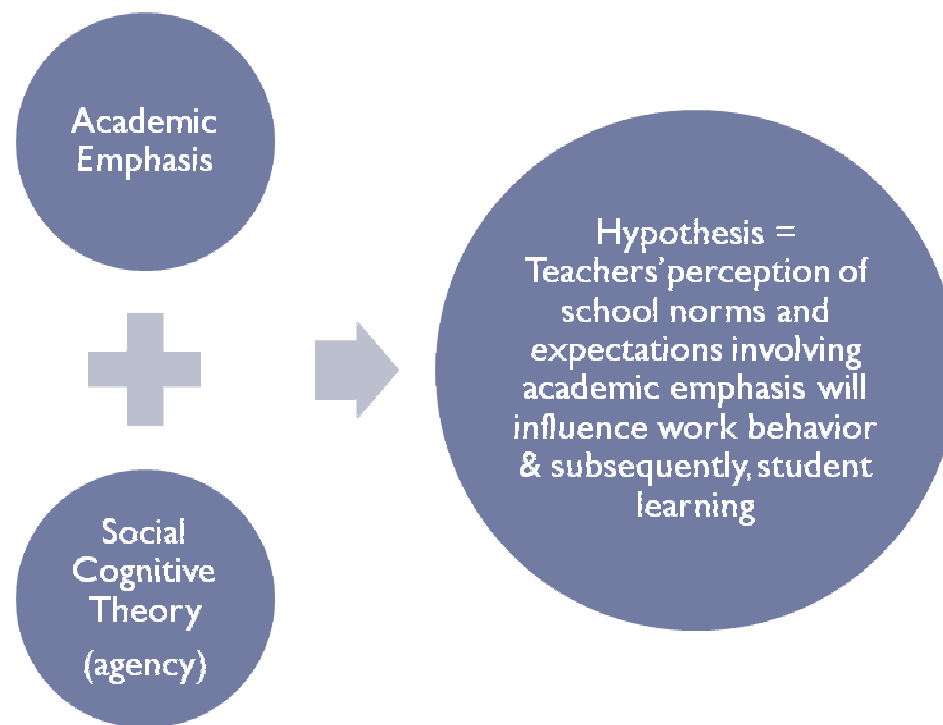 Academic
Emphasis
Social
Cognitive
Theory
(agency)
Hypothesis =
Teachers' perception of
school norms and
expectations involving
academic emphasis will
influence work behavior
& subsequently, student
learning